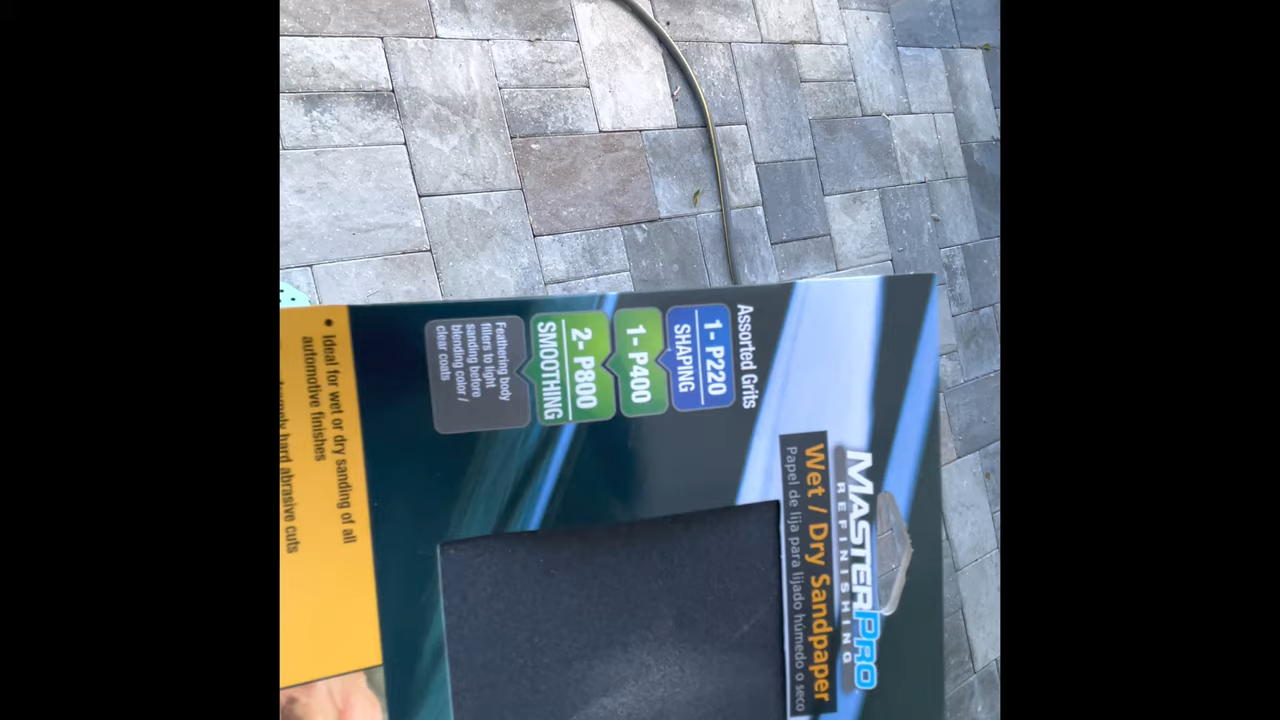 MASTERPRO
REFINISHING
Wet / Dry Sandpaper
Papel de lija para lijado húmedo o seco
Assorted Grits
1- P220
SHAPING
1- P400
2- P800
SMOOTHING
Feathering body
fillers to light
sanding before
blending color /
clear coats
• Ideal for wet or dry sanding of all
automotive finishes
hard abrasive cuts